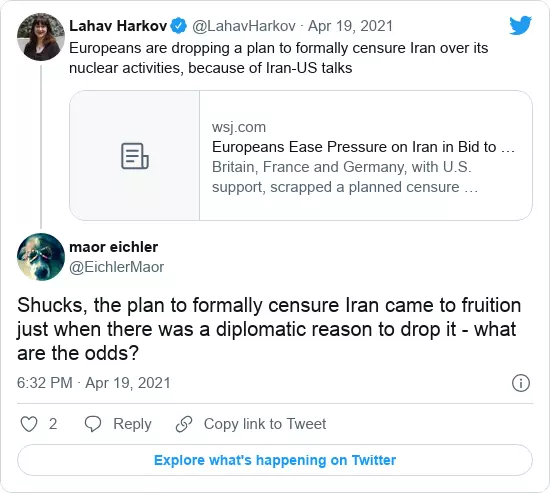 Lahav Harkov @LahavHarkov · Apr 19, 2021
Europeans are dropping a plan to formally censure Iran over its
nuclear activities, because of Iran-US talks
wsj.com
Europeans Ease Pressure on Iran in Bid to …
Britain, France and Germany, with U.S.
support, scrapped a planned censure …
maor eichler
@EichlerMaor
Shucks, the plan to formally censure Iran came to fruition
just when there was a diplomatic reason to drop it - what
are the odds?
6:32 PM · Apr 19, 2021
2 Reply Copy link to Tweet
Explore what's happening on Twitter